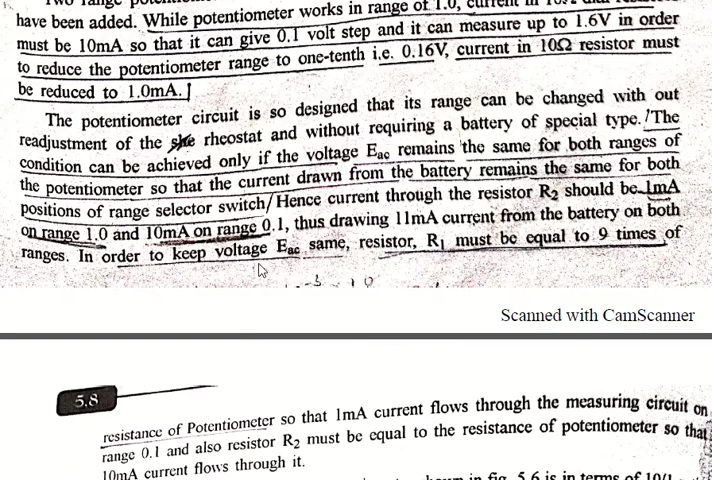 have been added. While potentiometer works in range of 1.0,
must be 10mA so that it can give 0.1 volt step and it can measure up to 1.6V in order
to reduce the potentiometer range to one-tenth i.e. 0.16V, current in 10Ω resistor must
be reduced to 1.0mA.
The potentiometer circuit is so designed that its range can be changed with out
readjustment of the rheostat and without requiring a battery of special type. The
condition can be achieved only if the voltage Eac remains the same for both ranges of
the potentiometer so that the current drawn from the battery remains the same for both
positions of range selector switch/ Hence current through the resistor R2 should be 1mA
on range 1.0 and 10mA on range 0.1, thus drawing 11mA current from the battery on both
ranges. In order to keep voltage Eac same, resistor, R1 must be equal to 9 times of
Scanned with CamScanner
5.8
resistance of Potentiometer so that 1mA current flows through the measuring circuit on
range 0.1 and also resistor R2 must be equal to the resistance of potentiometer so that
10mA current flows through it.
in fig. 5.6 is in terms of